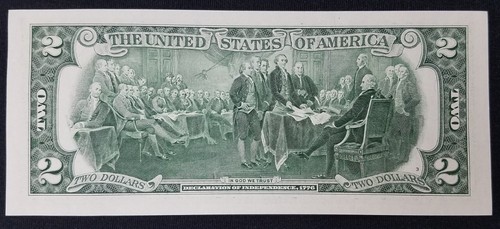 2 THE UNITED STATES OF AMERICA 2
TWO TWO
2 TWO DOLLARS IN GOD WE TRUST TWO DOLLARS 2
DECLARATION OF INDEPENDENCE, 1776